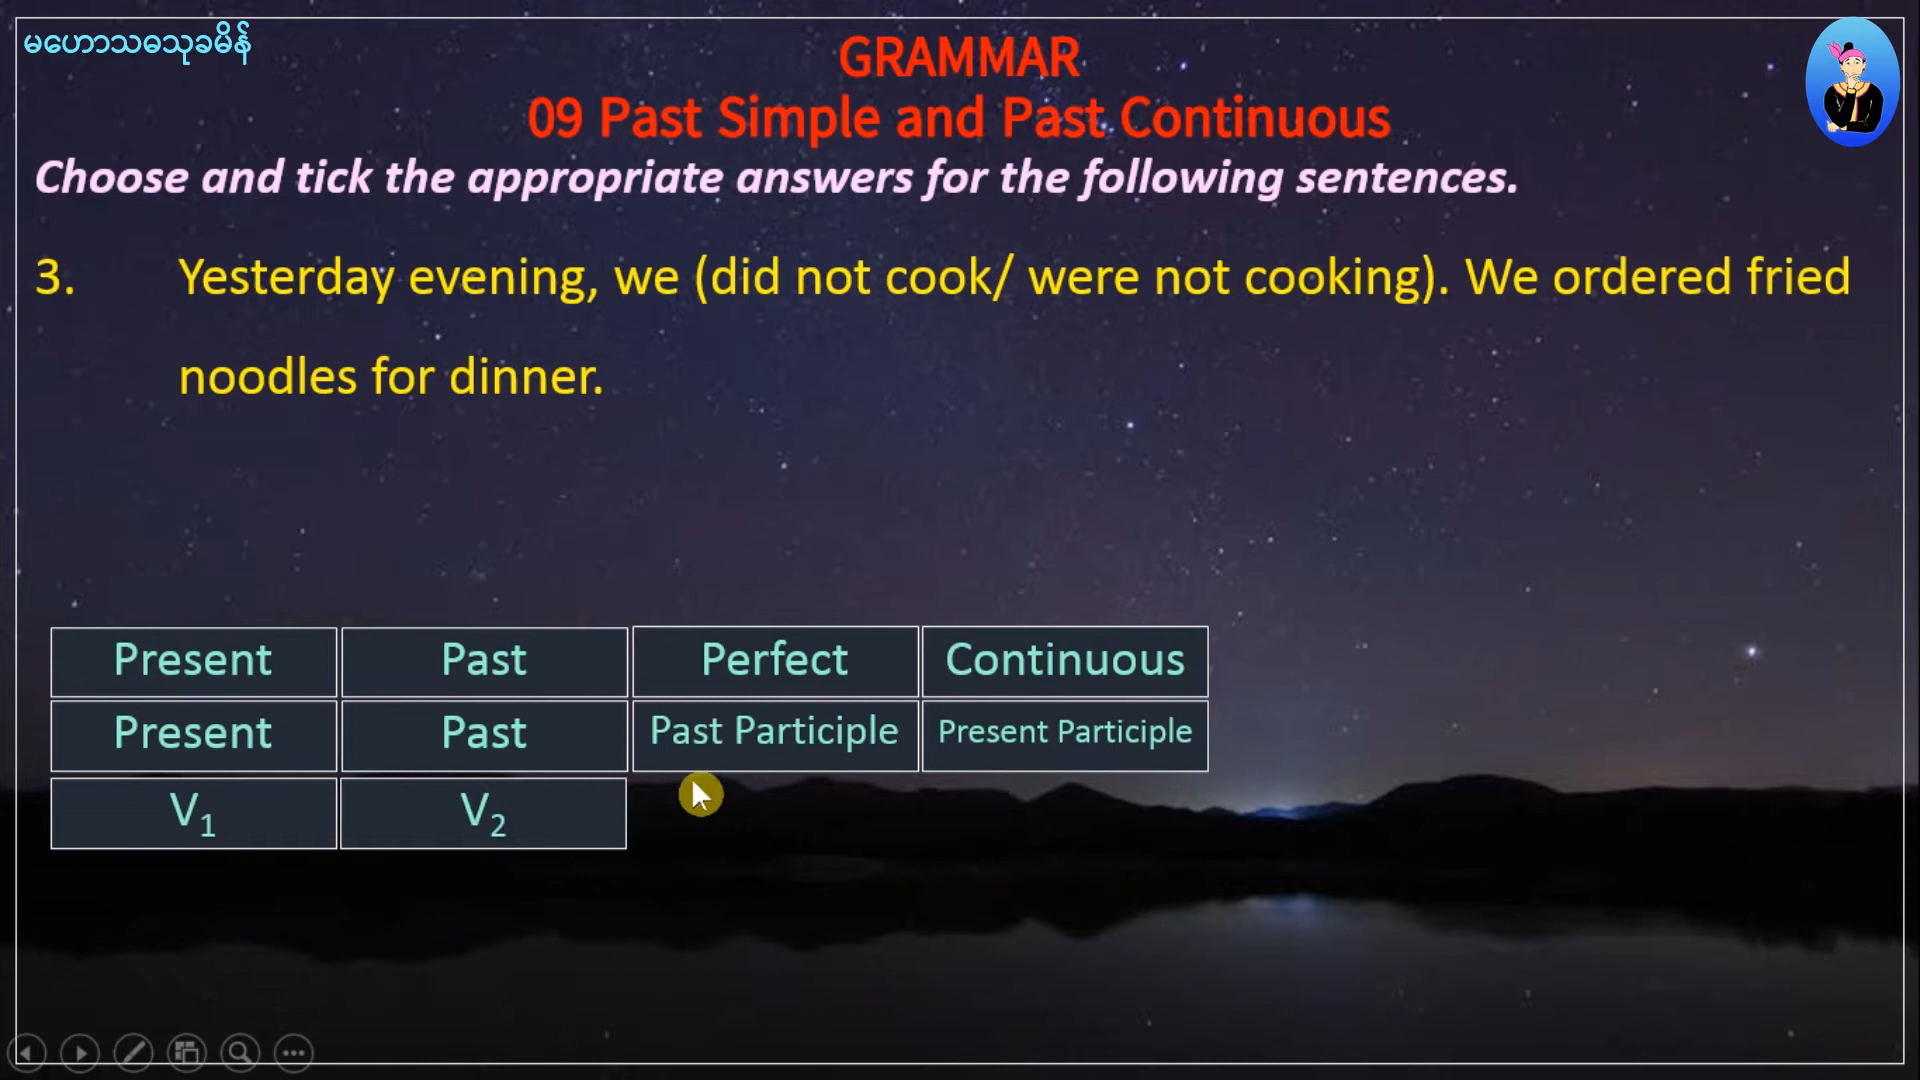 မဟောသဓသုခမိန်
GRAMMAR
09 Past Simple and Past Continuous
Choose and tick the appropriate answers for the following sentences.
3. Yesterday evening, we (did not cook/ were not cooking). We ordered fried
noodles for dinner.
Present Past Perfect Continuous
Present Past Past Participle Present Participle
V₁ V₂